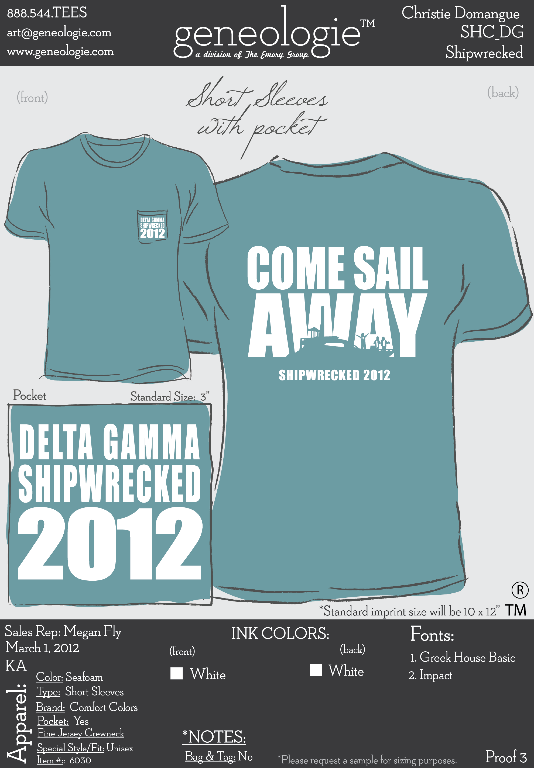 888.544.TEES
art@geneologie.com
www.geneologie.com
geneologie™
a division of The Emory Group
Christie Domangue
SHC_DG
Shipwrecked
(front)
Short Sleeves
with pocket
(back)
DELTA GAMMA
SHIPWRECKED
2012
COME SAIL
AWAY
SHIPWRECKED 2012
Pocket
Standard Size: 3"
DELTA GAMMA
SHIPWRECKED
2012
®
*Standard imprint size will be 10 x 12" TM
Sales Rep: Megan Fly
March 1, 2012
KA
Apparel:
Color: Seafoam
Type: Short Sleeves
Brand: Comfort Colors
Pocket: Yes
Fine Jersey Crewneck
Special Style/Fit: Unisex
Item #: 6030
INK COLORS:
(front)
White
(back)
White
*NOTES:
Bag & Tag: No
Fonts:
1. Greek House Basic
2. Impact
*Please request a sample for sizing purposes.
Proof 3